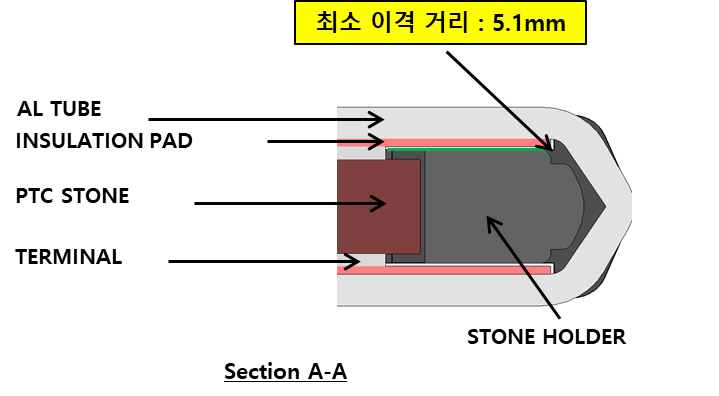 최소 이격 거리 : 5.1mm
AL TUBE
INSULATION PAD
PTC STONE
TERMINAL
STONE HOLDER
Section A-A